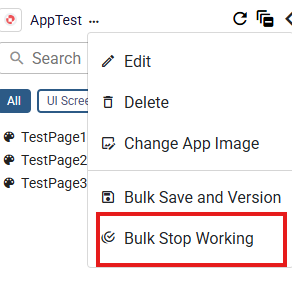 AppTest ...
Search
Edit
Delete
Change App Image
Bulk Save and Version
Bulk Stop Working
All
UI Scree
TestPage1
TestPage2
TestPage3